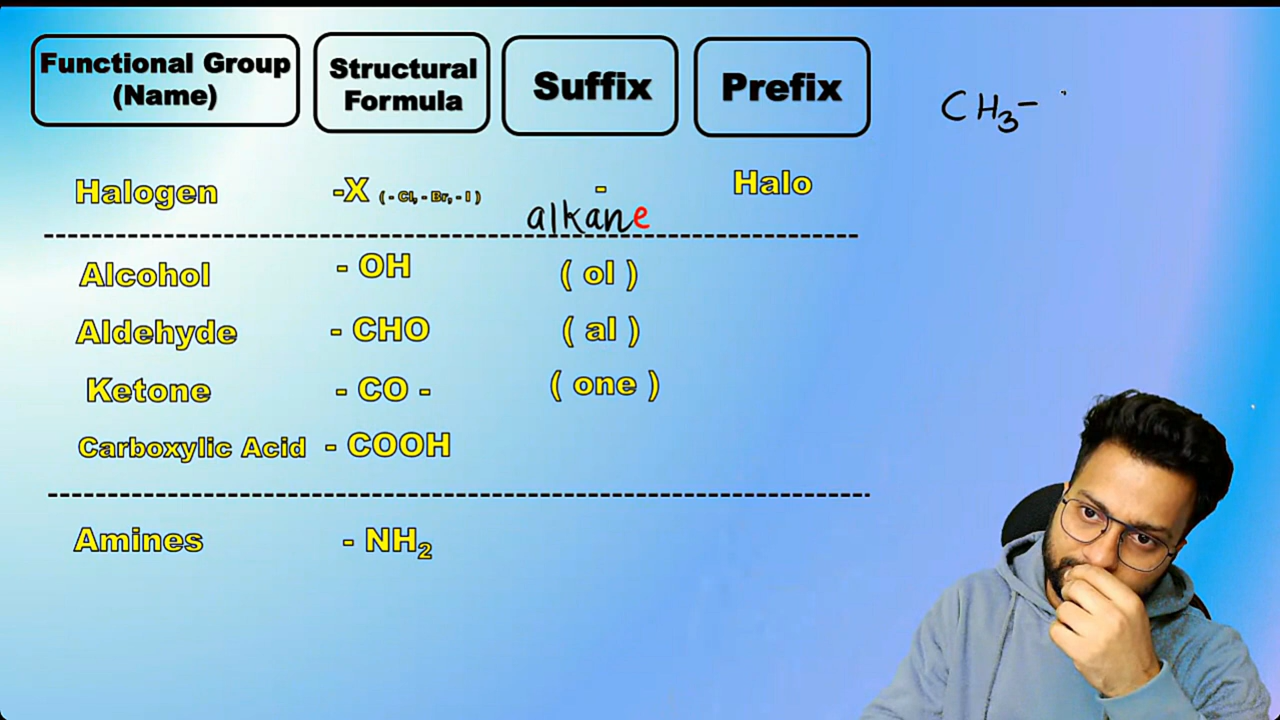 Functional Group
(Name)
Structural
Formula
Suffix
Prefix
CH₃-
Halogen -X (-Cl, -Br, -I) - Halo
alkane
Alcohol - OH (ol)
Aldehyde - CHO (al)
Ketone - CO - (one)
Carboxylic Acid - COOH
Amines - NH₂